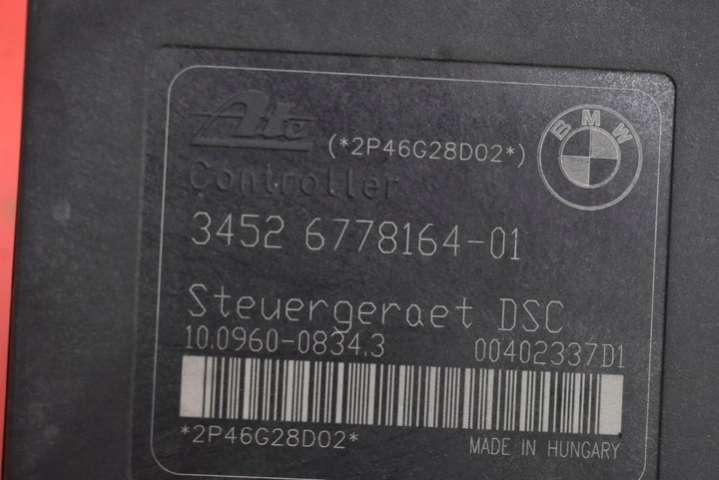 Ate
(*2P46G28D02*)
BMW
Controller
3452 6778164-01
Steuergeraet DSC
10.0960-0834.3 00402337D1
*2P46G28D02*
MADE IN HUNGARY